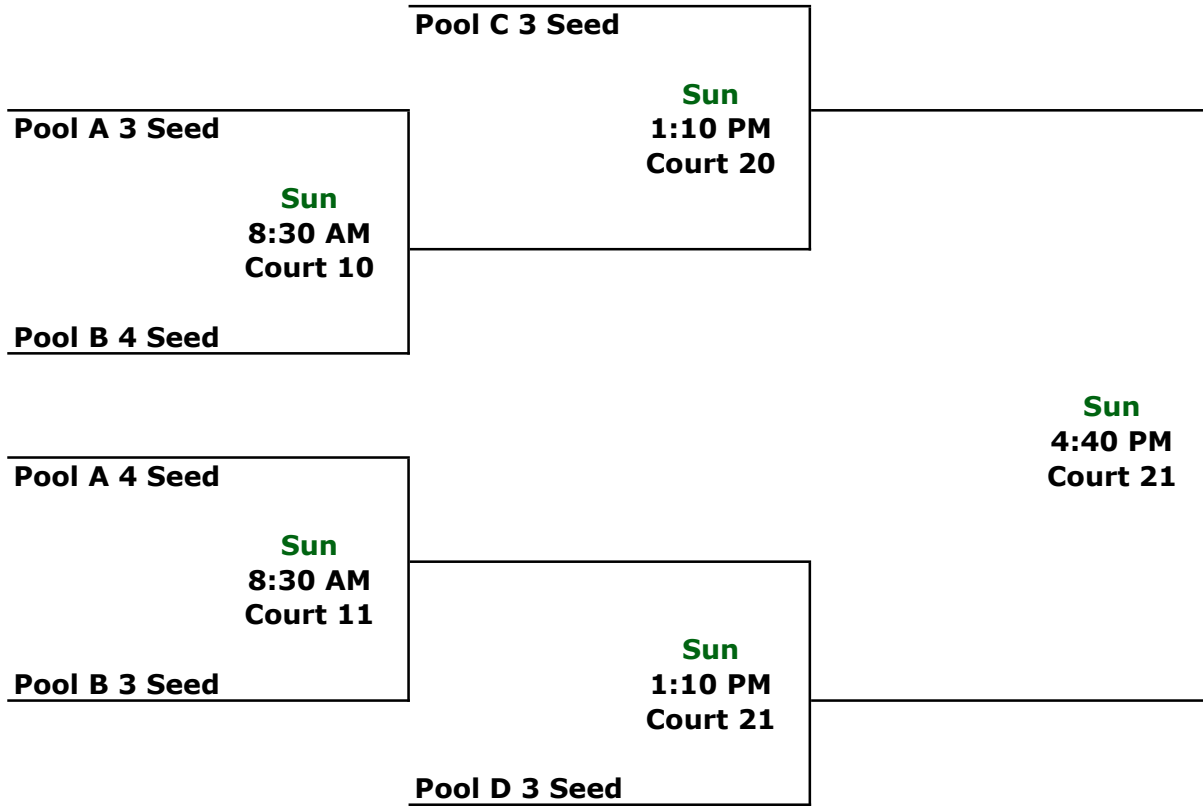 Pool C 3 Seed
Sun
1:10 PM
Court 20
Pool A 3 Seed
Sun
8:30 AM
Court 10
Pool B 4 Seed
Sun
4:40 PM
Court 21
Pool A 4 Seed
Sun
8:30 AM
Court 11
Pool B 3 Seed
Sun
1:10 PM
Court 21
Pool D 3 Seed